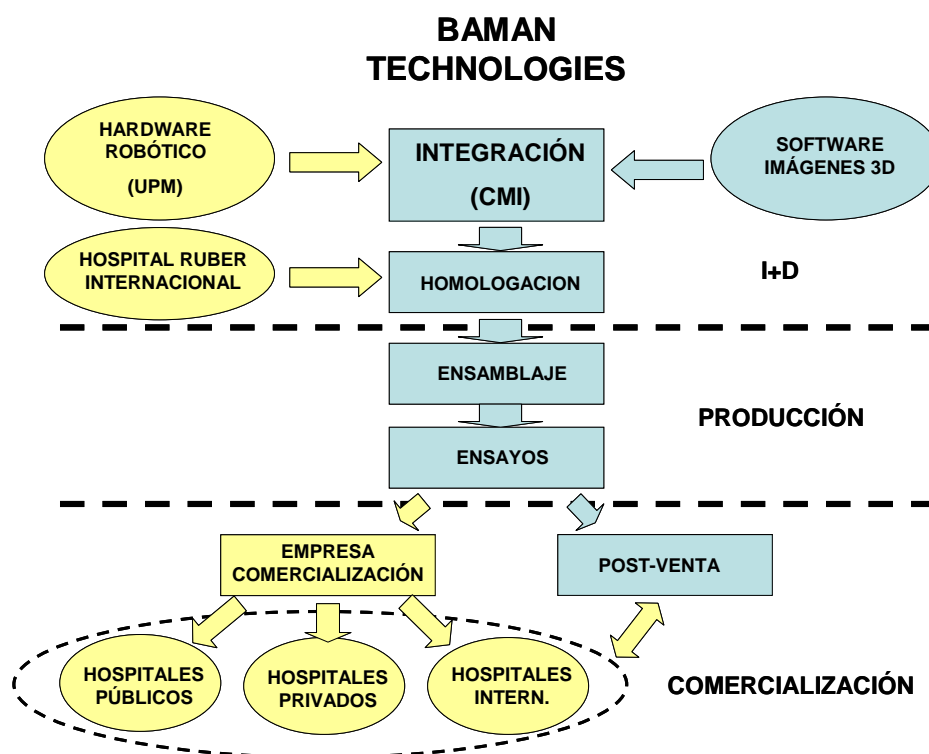 BAMAN
TECHNOLOGIES
HARDWARE
ROBÓTICO
(UPM)
INTEGRACIÓN
(CMI)
SOFTWARE
IMÁGENES 3D
HOSPITAL RUBER
INTERNACIONAL
HOMOLOGACION
I+D
ENSAMBLAJE
PRODUCCIÓN
ENSAYOS
EMPRESA
COMERCIALIZACIÓN
POST-VENTA
HOSPITALES
PÚBLICOS
HOSPITALES
PRIVADOS
HOSPITALES
INTERN.
COMERCIALIZACIÓN